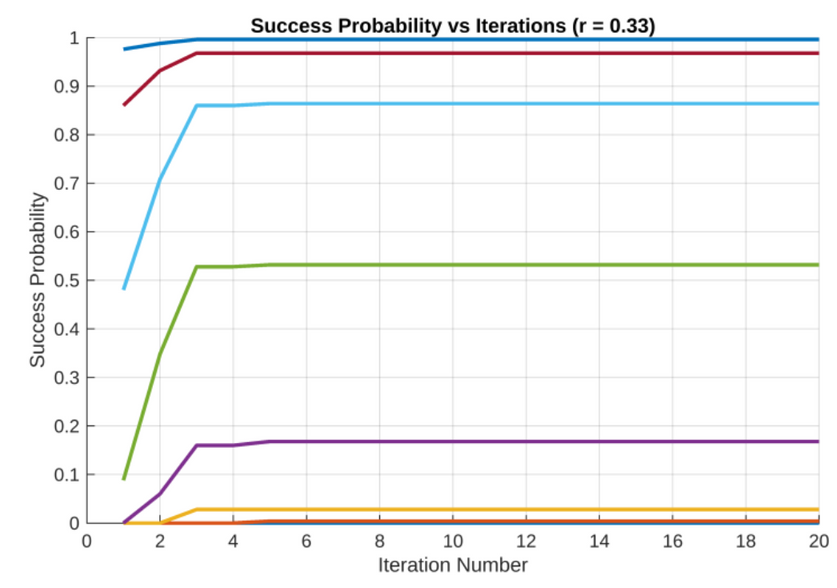 Success Probability vs Iterations (r = 0.33)
1
0.9
0.8
0.7
0.6
0.5
0.4
0.3
0.2
0.1
0
Success Probability
0 2 4 6 8 10 12 14 16 18 20
Iteration Number